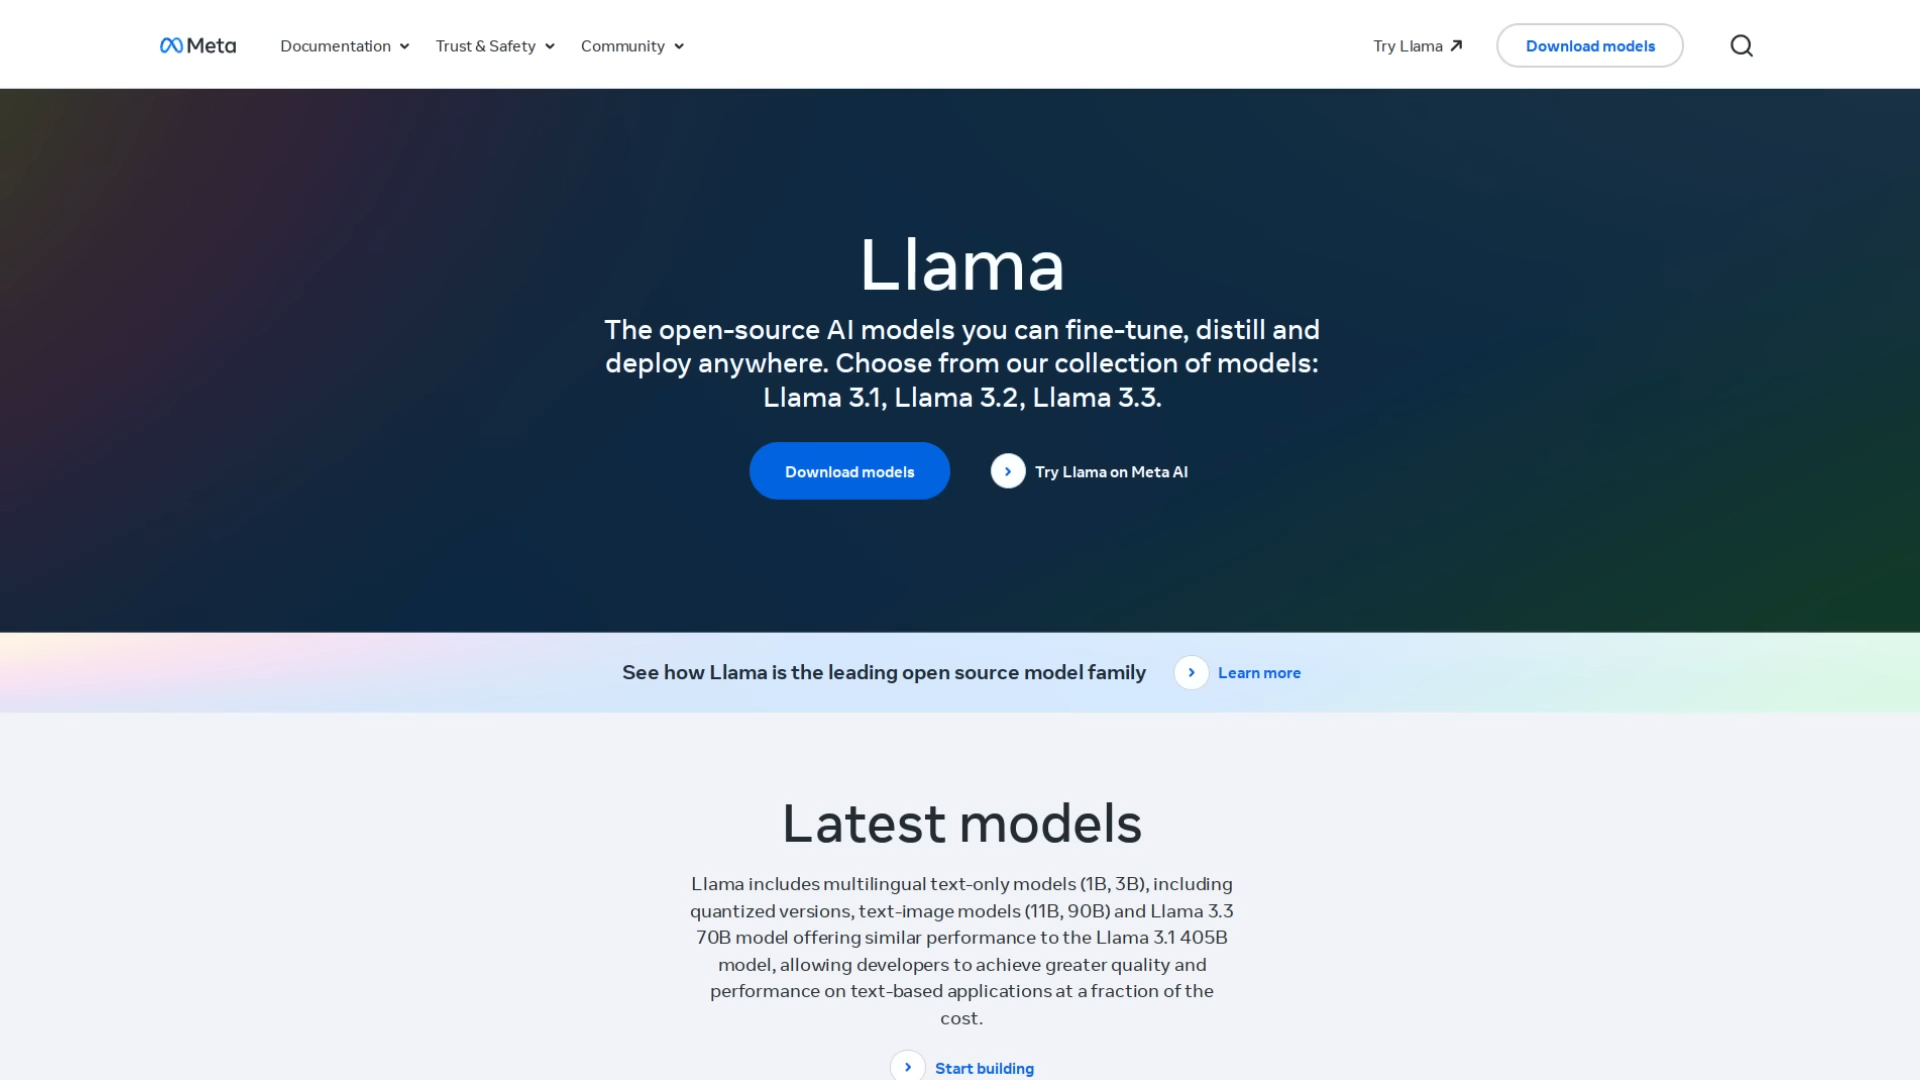 Meta
Documentation
Trust & Safety
Community
Try Llama
Download models
Llama
The open-source AI models you can fine-tune, distill and
deploy anywhere. Choose from our collection of models:
Llama 3.1, Llama 3.2, Llama 3.3.
Download models
Try Llama on Meta AI
See how Llama is the leading open source model family
Learn more
Latest models
Llama includes multilingual text-only models (1B, 3B), including
quantized versions, text-image models (11B, 90B) and Llama 3.3
70B model offering similar performance to the Llama 3.1 405B
model, allowing developers to achieve greater quality and
performance on text-based applications at a fraction of the
cost.
Start building